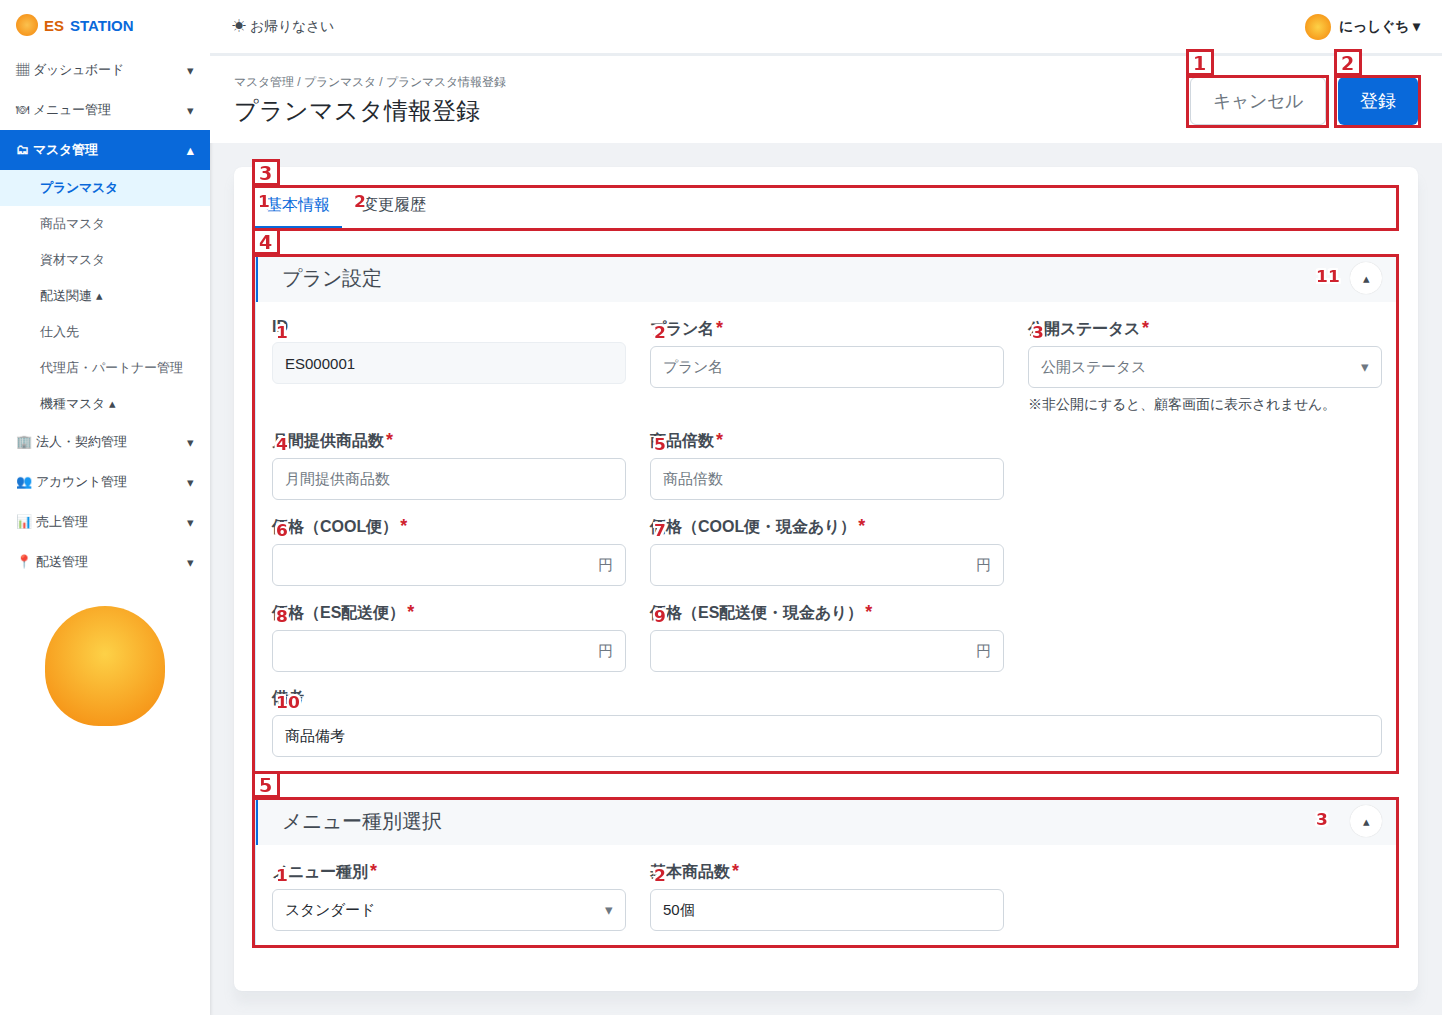 ES STATION
お帰りなさい
にっしぐち ▾
ダッシュボード ▾
メニュー管理 ▾
マスタ管理 ▴
プランマスタ
商品マスタ
資材マスタ
配送関連 ▴
仕入先
代理店・パートナー管理
機種マスタ ▴
法人・契約管理 ▾
アカウント管理 ▾
売上管理 ▾
配送管理 ▾
マスタ管理 / プランマスタ / プランマスタ情報登録
プランマスタ情報登録
1
キャンセル
2
登録
3
1 基本情報
2 変更履歴
4
プラン設定
11 ▴
1 ID
ES000001
2 プラン名*
プラン名
3 公開ステータス*
公開ステータス ▾
※非公開にすると、顧客画面に表示されません。
4 月間提供商品数*
月間提供商品数
5 商品倍数*
商品倍数
6 価格（COOL便）*
円
7 価格（COOL便・現金あり）*
円
8 価格（ES配送便）*
円
9 価格（ES配送便・現金あり）*
円
10 備考
商品備考
5
メニュー種別選択
3 ▴
1 メニュー種別*
スタンダード ▾
2 基本商品数*
50個